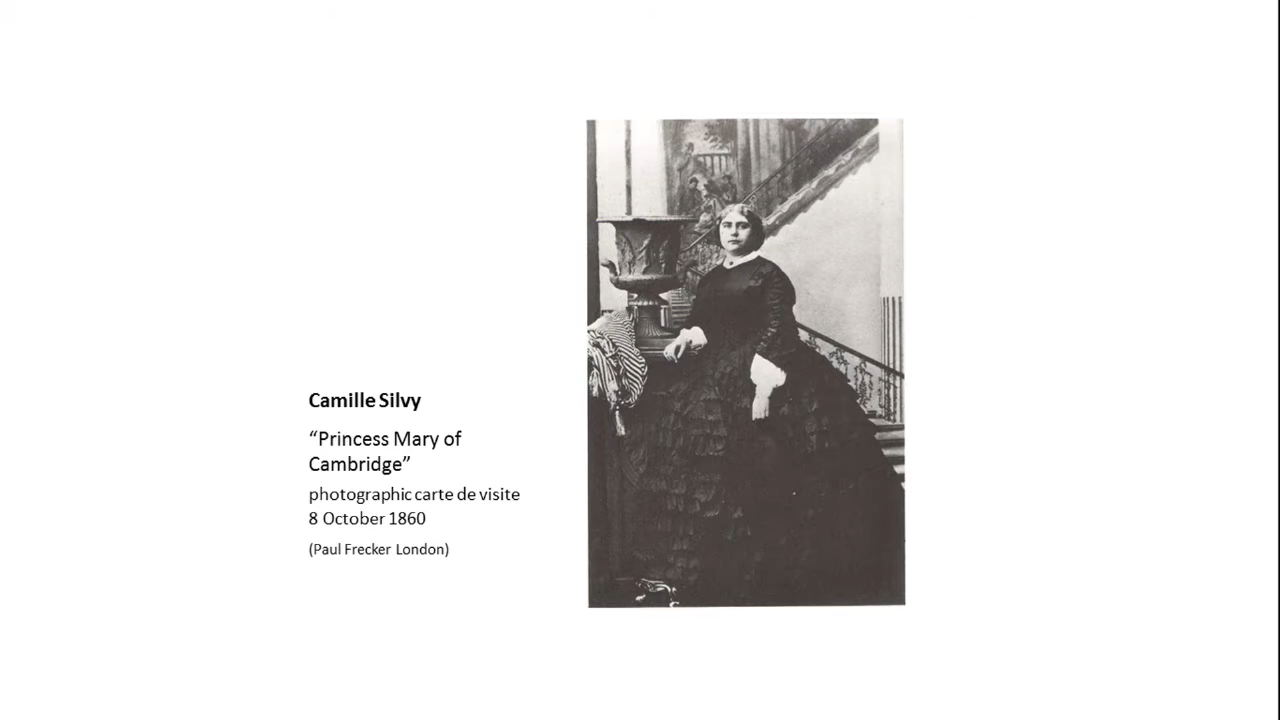 Camille Silvy
“Princess Mary of
Cambridge”
photographic carte de visite
8 October 1860
(Paul Frecker London)